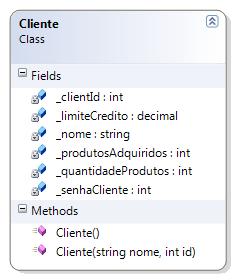 Cliente
Class
Fields
_clientId : int
_limiteCredito : decimal
_nome : string
_produtosAdquiridos : int
_quantidadeProdutos : int
_senhaCliente : int
Methods
Cliente()
Cliente(string nome, int id)